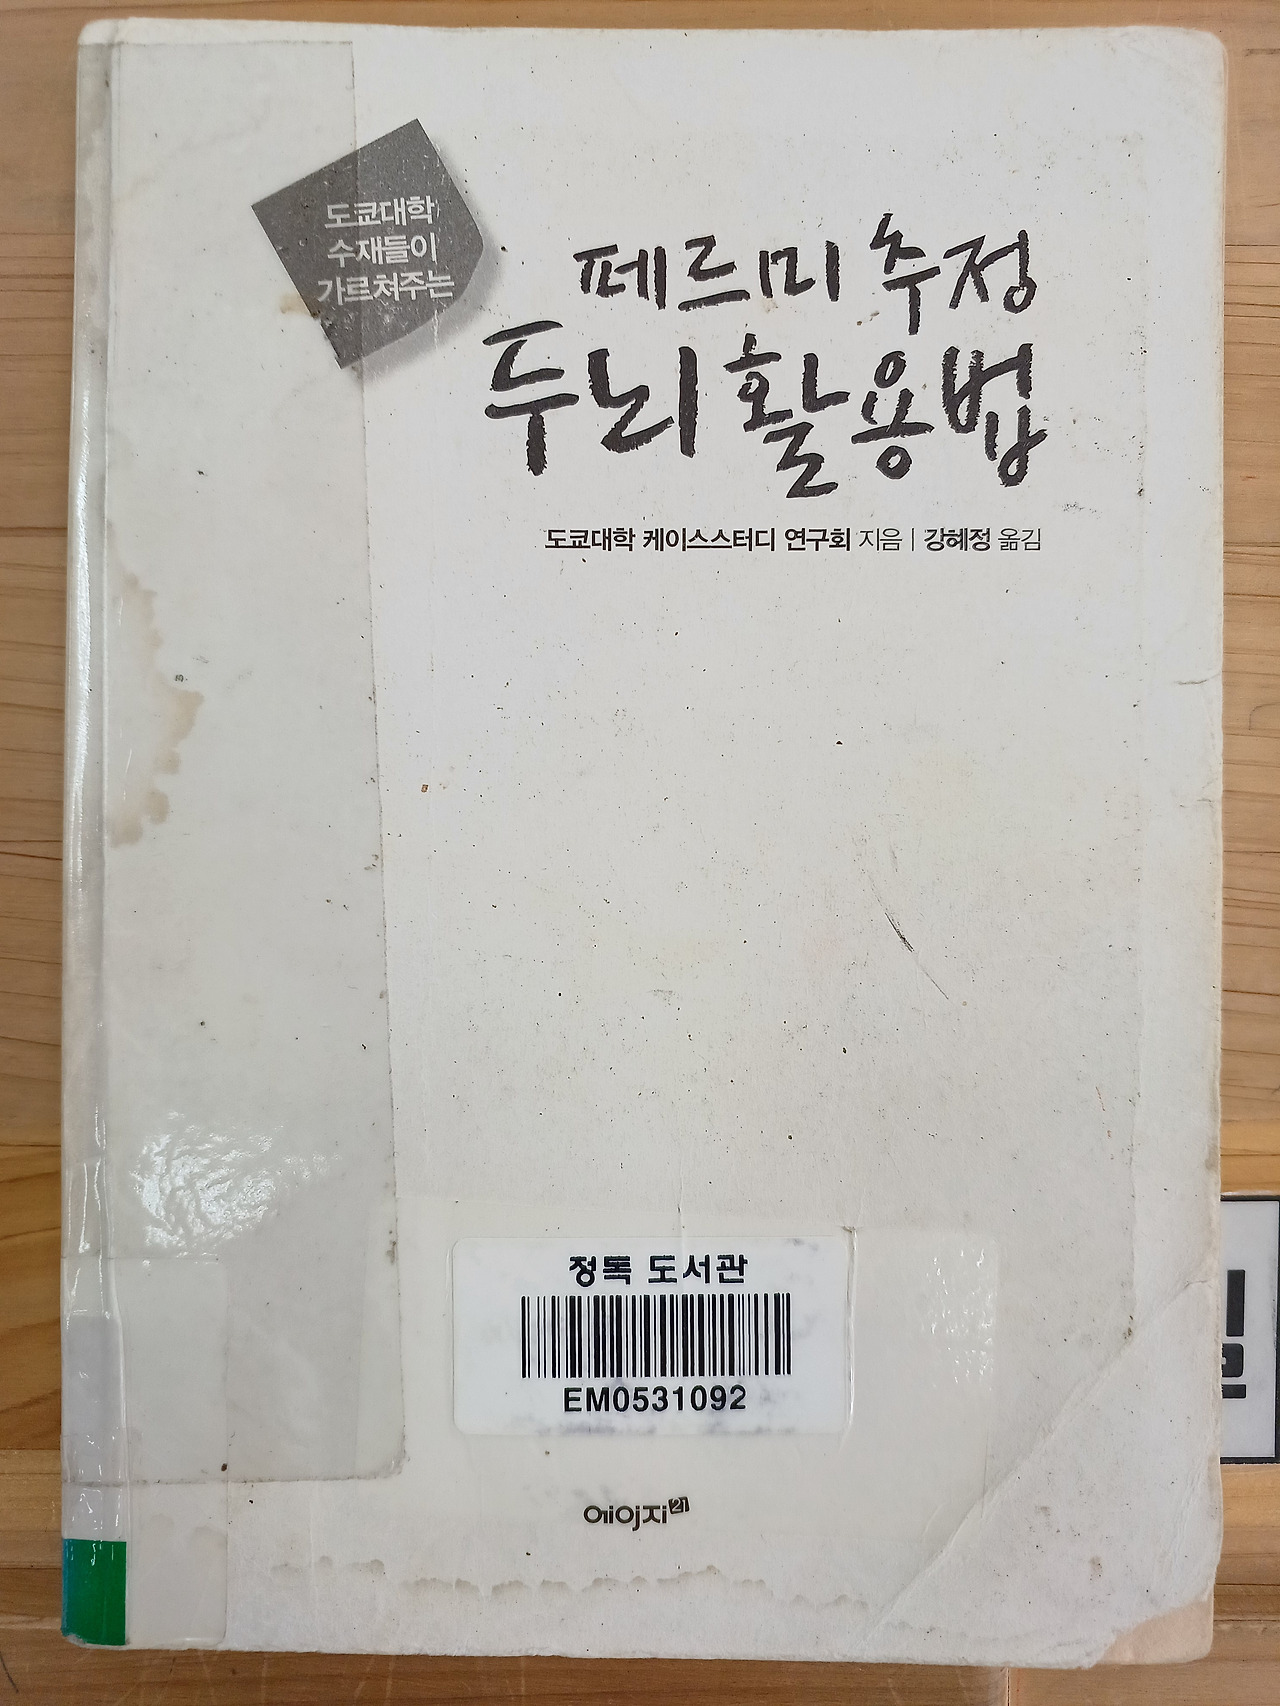 도쿄대학
수재들이
가르쳐주는
페르미 추정
두뇌 활용법
도쿄대학 케이스스터디 연구회 지음 | 강혜정 옮김
정독 도서관
EM0531092
에이지21